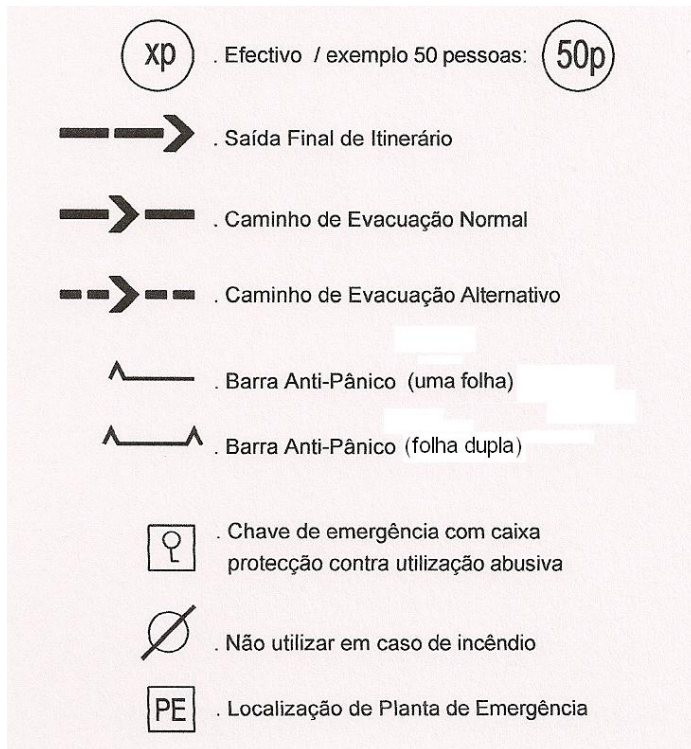 xp . Efectivo / exemplo 50 pessoas: 50p
. Saída Final de Itinerário
. Caminho de Evacuação Normal
. Caminho de Evacuação Alternativo
. Barra Anti-Pânico (uma folha)
. Barra Anti-Pânico (folha dupla)
. Chave de emergência com caixa
protecção contra utilização abusiva
. Não utilizar em caso de incêndio
PE . Localização de Planta de Emergência